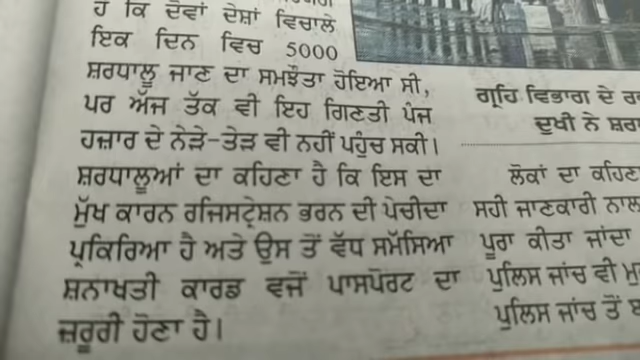 ਹੈ ਕਿ ਦੋਵਾਂ ਦੇਸ਼ਾਂ ਵਿਚਾਲੇ
ਇਕ ਦਿਨ ਵਿਚ 5000
ਸ਼ਰਧਾਲੂ ਜਾਣ ਦਾ ਸਮਝੌਤਾ ਹੋਇਆ ਸੀ,
ਪਰ ਅੱਜ ਤੱਕ ਵੀ ਇਹ ਗਿਣਤੀ ਪੰਜ
ਹਜ਼ਾਰ ਦੇ ਨੇੜੇ-ਤੇੜ ਵੀ ਨਹੀਂ ਪਹੁੰਚ ਸਕੀ।
ਸ਼ਰਧਾਲੂਆਂ ਦਾ ਕਹਿਣਾ ਹੈ ਕਿ ਇਸ ਦਾ
ਮੁੱਖ ਕਾਰਨ ਰਜਿਸਟ੍ਰੇਸ਼ਨ ਭਰਨ ਦੀ ਪੇਚੀਦਾ
ਪ੍ਰਕਿਰਿਆ ਹੈ ਅਤੇ ਉਸ ਤੋਂ ਵੱਧ ਸਮੱਸਿਆ
ਸ਼ਨਾਖਤੀ ਕਾਰਡ ਵਜੋਂ ਪਾਸਪੋਰਟ ਦਾ
ਜ਼ਰੂਰੀ ਹੋਣਾ ਹੈ।
ਗ੍ਰਹਿ ਵਿਭਾਗ ਦੇ
ਦੁਖੀ ਨੇ
ਲੋਕਾਂ ਦਾ ਕਹਿਣਾ
ਸਹੀ ਜਾਣਕਾਰੀ ਨਾਲ
ਪੂਰਾ ਕੀਤਾ ਜਾਂਦਾ
ਪੁਲਿਸ ਜਾਂਚ ਵੀ
ਪੁਲਿਸ ਜਾਂਚ ਤੋਂ